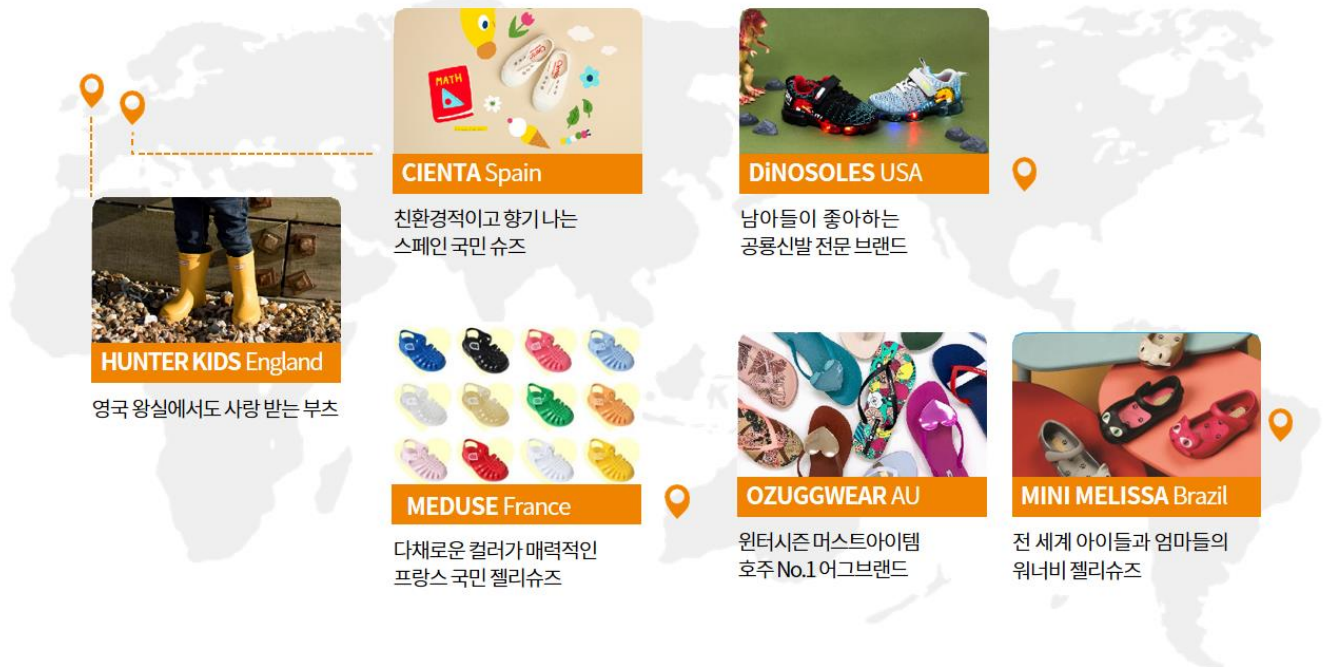 MATH
CIENTA Spain
친환경적이고 향기 나는
스페인 국민 슈즈
DiNOSOLES USA
남아들이 좋아하는
공룡신발 전문 브랜드
HUNTER KIDS England
영국 왕실에서도 사랑 받는 부츠
MEDUSE France
다채로운 컬러가 매력적인
프랑스 국민 젤리슈즈
OZUGGWEAR AU
윈터시즌 머스트아이템
호주 No.1 어그브랜드
MINI MELISSA Brazil
전 세계 아이들과 엄마들의
워너비 젤리슈즈